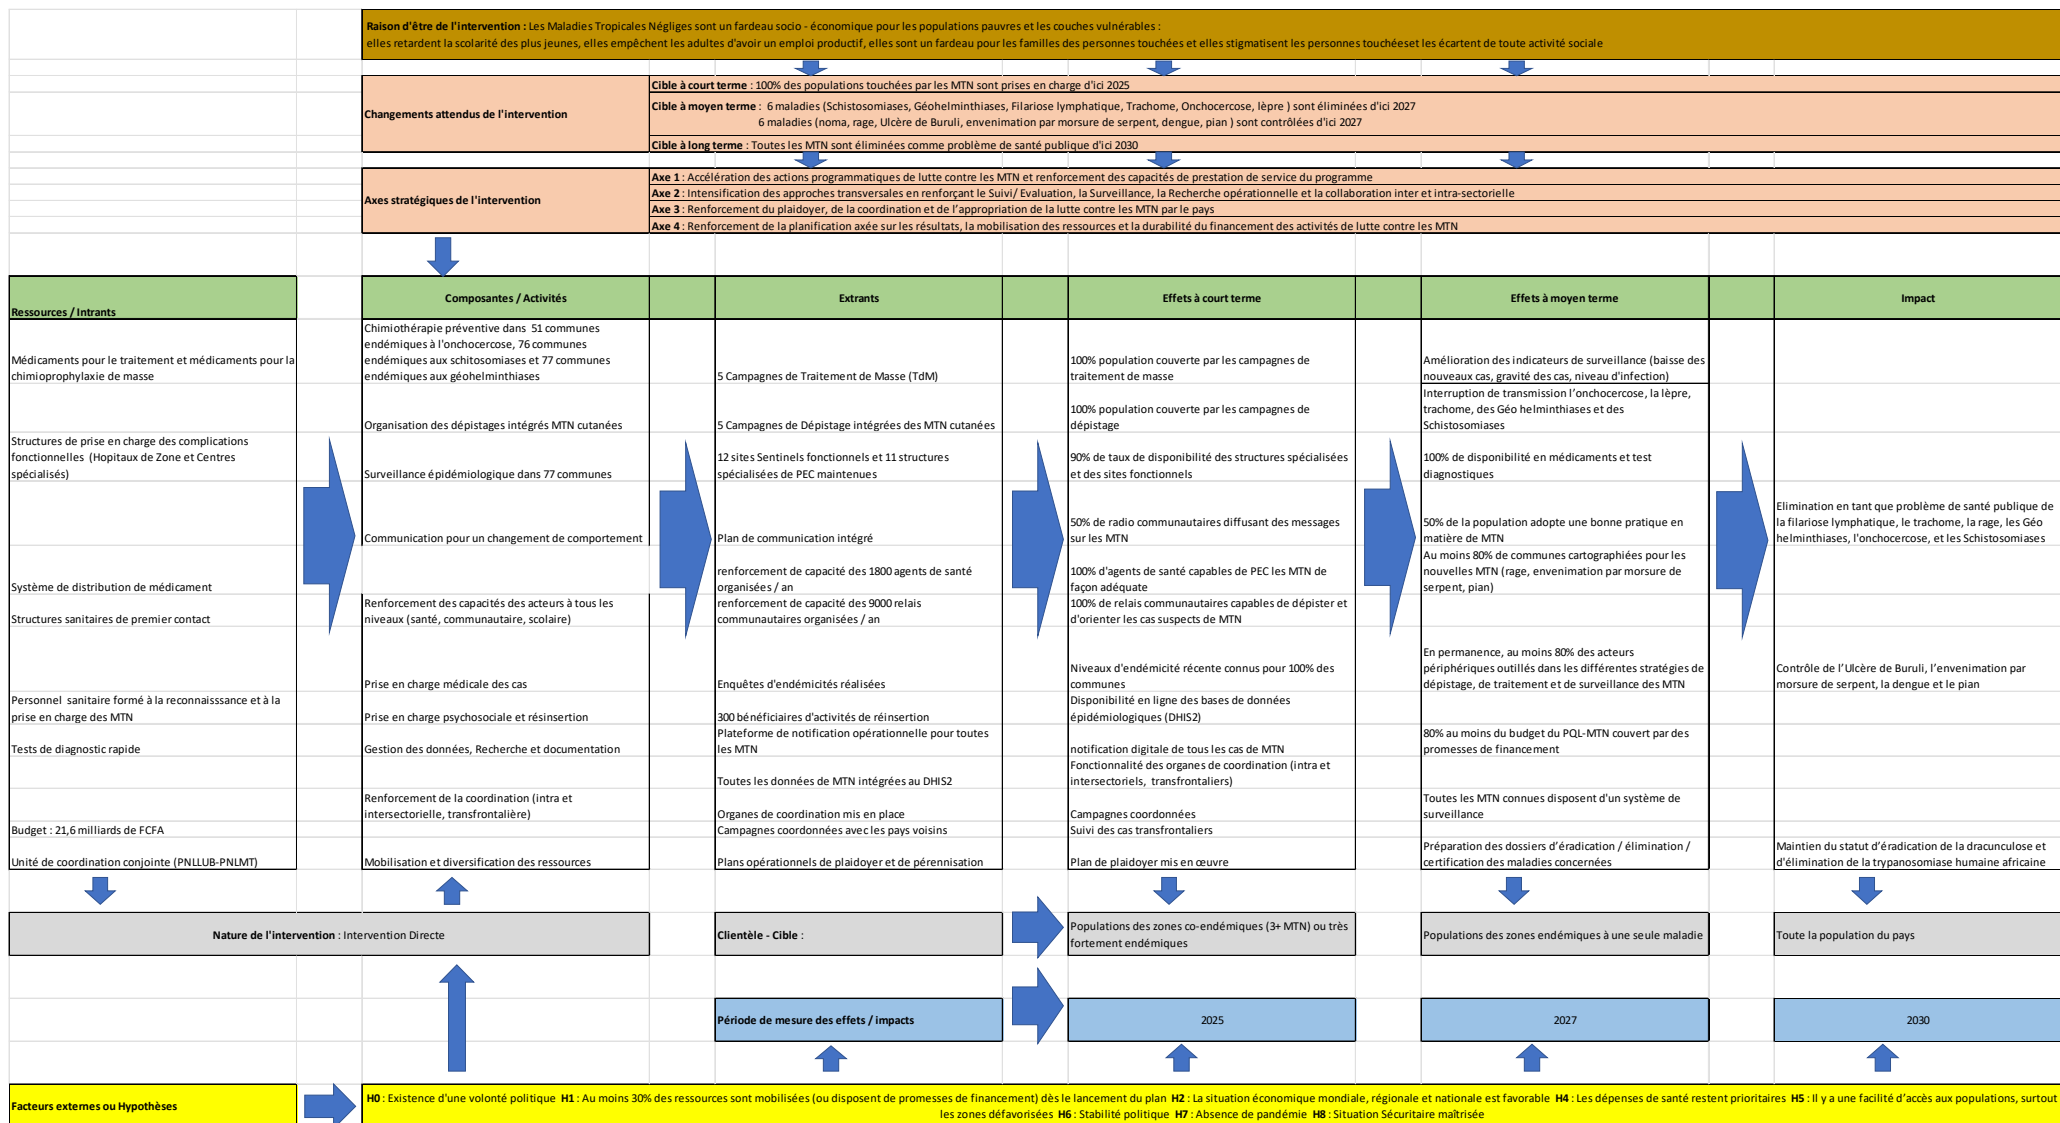 Raison d'être de l'intervention : Les Maladies Tropicales Négliges sont un fardeau socio - économique pour les populations pauvres et les couches vulnérables :
elles retardent la scolarité des plus jeunes, elles empêchent les adultes d'avoir un emploi productif, elles sont un fardeau pour les familles des personnes touchées et elles stigmatisent les personnes touchéeset les écartent de toute activité sociale
Changements attendus de l'intervention
Cible à court terme : 100% des populations touchées par les MTN sont prises en charge d'ici 2025
Cible à moyen terme : 6 maladies (Schistosomiases, Géohelminthiases, Filariose lymphatique, Trachome, Onchocercose, lèpre ) sont éliminées d'ici 2027
6 maladies (noma, rage, Ulcère de Buruli, envenimation par morsure de serpent, dengue, pian ) sont contrôlées d'ici 2027
Cible à long terme : Toutes les MTN sont éliminées comme problème de santé publique d'ici 2030
Axes stratégiques de l'intervention
Axe 1 : Accélération des actions programmatiques de lutte contre les MTN et renforcement des capacités de prestation de service du programme
Axe 2 : Intensification des approches transversales en renforçant le Suivi/ Evaluation, la Surveillance, la Recherche opérationnelle et la collaboration inter et intra-sectorielle
Axe 3 : Renforcement du plaidoyer, de la coordination et de l'appropriation de la lutte contre les MTN par le pays
Axe 4 : Renforcement de la planification axée sur les résultats, la mobilisation des ressources et la durabilité du financement des activités de lutte contre les MTN
Ressources / Intrants
Médicaments pour le traitement et médicaments pour la
chimioprophylaxie de masse
Structures de prise en charge des complications
fonctionnelles (Hopitaux de Zone et Centres
spécialisés)
Système de distribution de médicament
Structures sanitaires de premier contact
Personnel sanitaire formé à la reconnaisssance et à la
prise en charge des MTN
Tests de diagnostic rapide
Budget : 21,6 milliards de FCFA
Unité de coordination conjointe (PNLLUB-PNLMT)
Composantes / Activités
Chimiothérapie préventive dans 51 communes
endémiques à l'onchocercose, 76 communes
endémiques aux schitosomiases et 77 communes
endémiques aux géohelminthiases
Organisation des dépistages intégrés MTN cutanées
Surveillance épidémiologique dans 77 communes
Communication pour un changement de comportement
Renforcement des capacités des acteurs à tous les
niveaux (santé, communautaire, scolaire)
Prise en charge médicale des cas
Prise en charge psychosociale et résinsertion
Gestion des données, Recherche et documentation
Renforcement de la coordination (intra et
intersectorielle, transfrontalière)
Mobilisation et diversification des ressources
Extrants
5 Campagnes de Traitement de Masse (TdM)
5 Campagnes de Dépistage intégrées des MTN cutanées
12 sites Sentinels fonctionnels et 11 structures
spécialisées de PEC maintenues
Plan de communication intégré
renforcement de capacité des 1800 agents de santé
organisées / an
renforcement de capacité des 9000 relais
communautaires organisées / an
Enquêtes d'endémicités réalisées
300 bénéficiaires d'activités de réinsertion
Plateforme de notification opérationnelle pour toutes
les MTN
Toutes les données de MTN intégrées au DHIS2
Organes de coordination mis en place
Campagnes coordonnées avec les pays voisins
Plans opérationnels de plaidoyer et de pérennisation
Effets à court terme
100% population couverte par les campagnes de
traitement de masse
100% population couverte par les campagnes de
dépistage
90% de taux de disponibilité des structures spécialisées
et des sites fonctionnels
50% de radio communautaires diffusant des messages
sur les MTN
100% d'agents de santé capables de PEC les MTN de
façon adéquate
100% de relais communautaires capables de dépister et
d'orienter les cas suspects de MTN
Niveaux d'endémicité récente connus pour 100% des
communes
Disponibilité en ligne des bases de données
épidémiologiques (DHIS2)
notification digitale de tous les cas de MTN
Fonctionnalité des organes de coordination (intra et
intersectoriels, transfrontaliers)
Campagnes coordonnées
Suivi des cas transfrontaliers
Plan de plaidoyer mis en œuvre
Effets à moyen terme
Amélioration des indicateurs de surveillance (baisse des
nouveaux cas, gravité des cas, niveau d'infection)
Interruption de transmission l'onchocercose, la lèpre,
trachome, des Géo helminthiases et des
Schistosomiases
100% de disponibilité en médicaments et test
diagnostiques
50% de la population adopte une bonne pratique en
matière de MTN
Au moins 80% de communes cartographiées pour les
nouvelles MTN (rage, envenimation par morsure de
serpent, pian)
En permanence, au moins 80% des acteurs
périphériques outillés dans les différentes stratégies de
dépistage, de traitement et de surveillance des MTN
80% au moins du budget du PQL-MTN couvert par des
promesses de financement
Toutes les MTN connues disposent d'un système de
surveillance
Préparation des dossiers d'éradication / élimination /
certification des maladies concernées
Impact
Elimination en tant que problème de santé publique de
la filariose lymphatique, le trachome, la rage, les Géo
helminthiases, l'onchocercose, et les Schistosomiases
Contrôle de l'Ulcère de Buruli, l'envenimation par
morsure de serpent, la dengue et le pian
Maintien du statut d'éradication de la dracunculose et
d'élimination de la trypanosomiase humaine africaine
Nature de l'intervention : Intervention Directe
Clientèle - Cible :
Populations des zones co-endémiques (3+ MTN) ou très
fortement endémiques
Populations des zones endémiques à une seule maladie
Toute la population du pays
Période de mesure des effets / impacts
2025
2027
2030
Facteurs externes ou Hypothèses
H0 : Existence d'une volonté politique H1 : Au moins 30% des ressources sont mobilisées (ou disposent de promesses de financement) dès le lancement du plan H2 : La situation économique mondiale, régionale et nationale est favorable H4 : Les dépenses de santé restent prioritaires H5 : Il y a une facilité d'accès aux populations, surtout
les zones défavorisées H6 : Stabilité politique H7 : Absence de pandémie H8 : Situation Sécuritaire maîtrisée